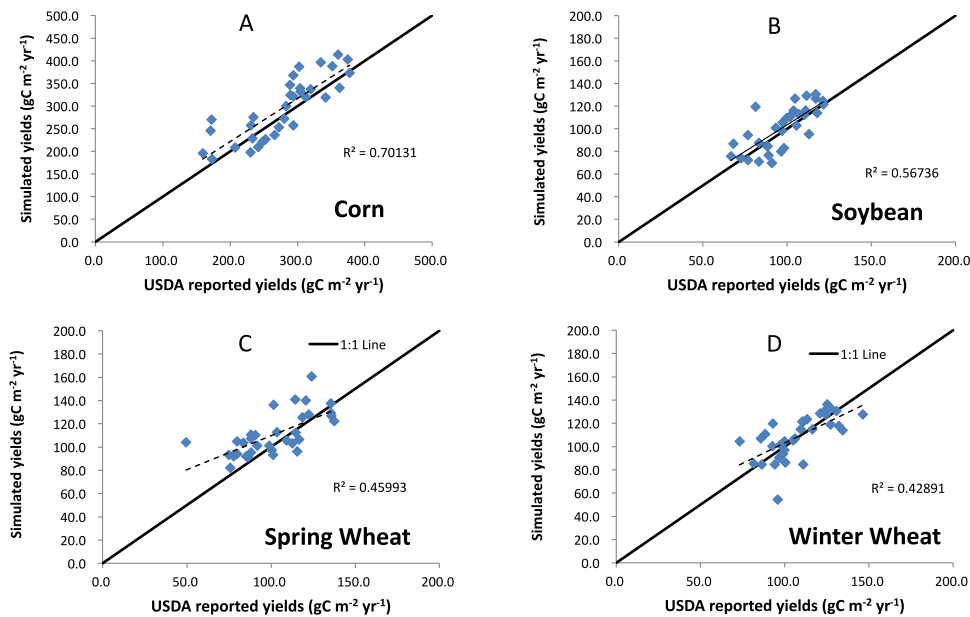 A
Simulated yields (gC m⁻² yr⁻¹)
500.0
450.0
400.0
350.0
300.0
250.0
200.0
150.0
100.0
50.0
0.0
R² = 0.70131
Corn
0.0 100.0 200.0 300.0 400.0 500.0
USDA reported yields (gC m⁻² yr⁻¹)
B
Simulated yields (gC m⁻² yr⁻¹)
200.0
180.0
160.0
140.0
120.0
100.0
80.0
60.0
40.0
20.0
0.0
R² = 0.56736
Soybean
0.0 50.0 100.0 150.0 200.0
USDA reported yields (gC m⁻² yr⁻¹)
C
1:1 Line
Simulated yields (gC m⁻² yr⁻¹)
200.0
180.0
160.0
140.0
120.0
100.0
80.0
60.0
40.0
20.0
0.0
R² = 0.45993
Spring Wheat
0.0 50.0 100.0 150.0 200.0
USDA reported yields (gC m⁻² yr⁻¹)
D
1:1 Line
Simulated yields (gC m⁻² yr⁻¹)
200.0
180.0
160.0
140.0
120.0
100.0
80.0
60.0
40.0
20.0
0.0
R² = 0.42891
Winter Wheat
0.0 50.0 100.0 150.0 200.0
USDA reported yields (gC m⁻² yr⁻¹)